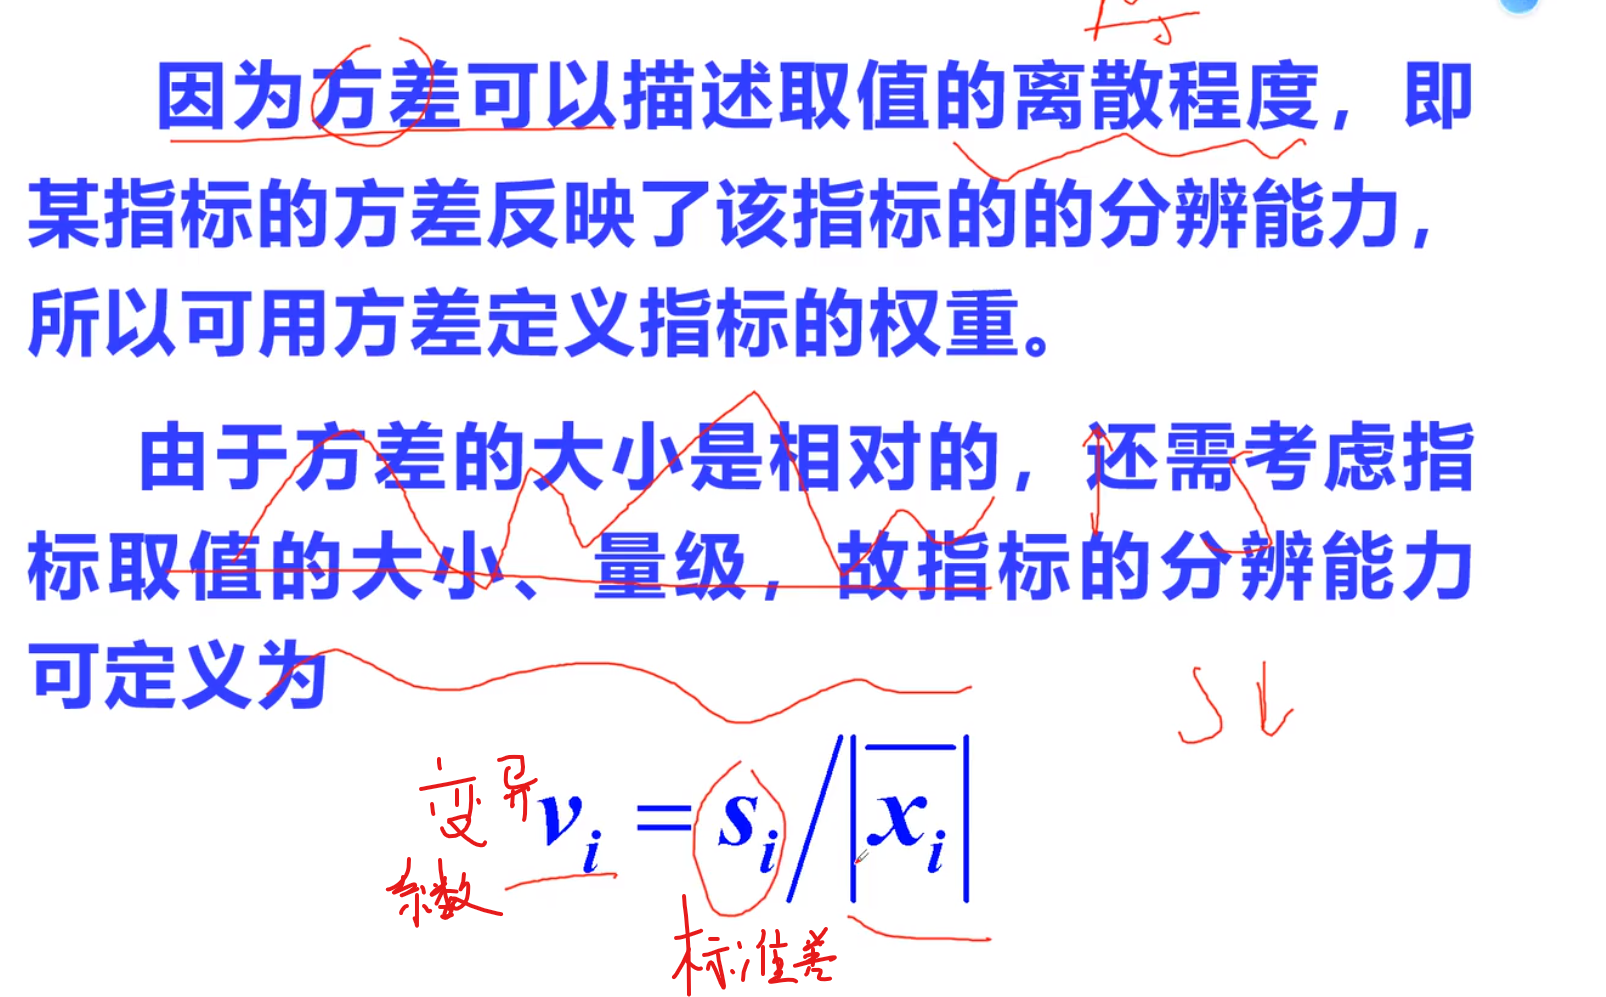 因为方差可以描述取值的离散程度，即
某指标的方差反映了该指标的的分辨能力，
所以可用方差定义指标的权重。
由于方差的大小是相对的，还需考虑指
标取值的大小、量级，故指标的分辨能力
可定义为
变异
系数
v_i = s_i / |x̄_i|
标准差